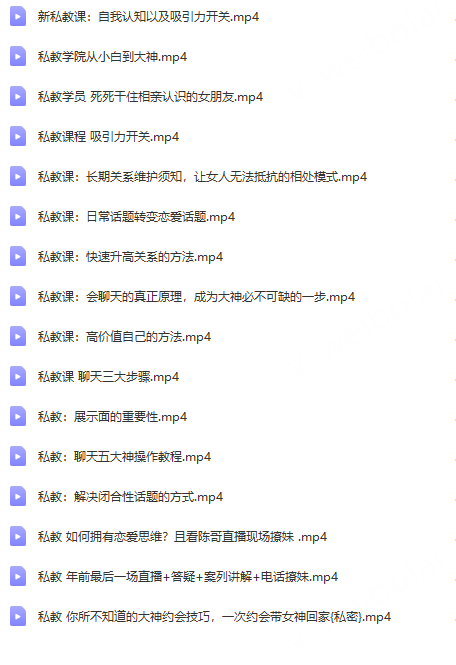 新私教课：自我认知以及吸引力开关.mp4
私教学院从小白到大神.mp4
私教学员 死死干住相亲认识的女朋友.mp4
私教课程 吸引力开关.mp4
私教课：长期关系维护须知，让女人无法抵抗的相处模式.mp4
私教课：日常话题转变恋爱话题.mp4
私教课：快速升高关系的方法.mp4
私教课：会聊天的真正原理，成为大神必不可缺的一步.mp4
私教课：高价值自己的方法.mp4
私教课 聊天三大步骤.mp4
私教：展示面的重要性.mp4
私教：聊天五大神操作教程.mp4
私教：解决闭合性话题的方式.mp4
私教 如何拥有恋爱思维？且看陈哥直播现场撩妹 .mp4
私教 年前最后一场直播+答疑+案列讲解+电话撩妹.mp4
私教 你所不知道的大神约会技巧，一次约会带女神回家{私密}.mp4